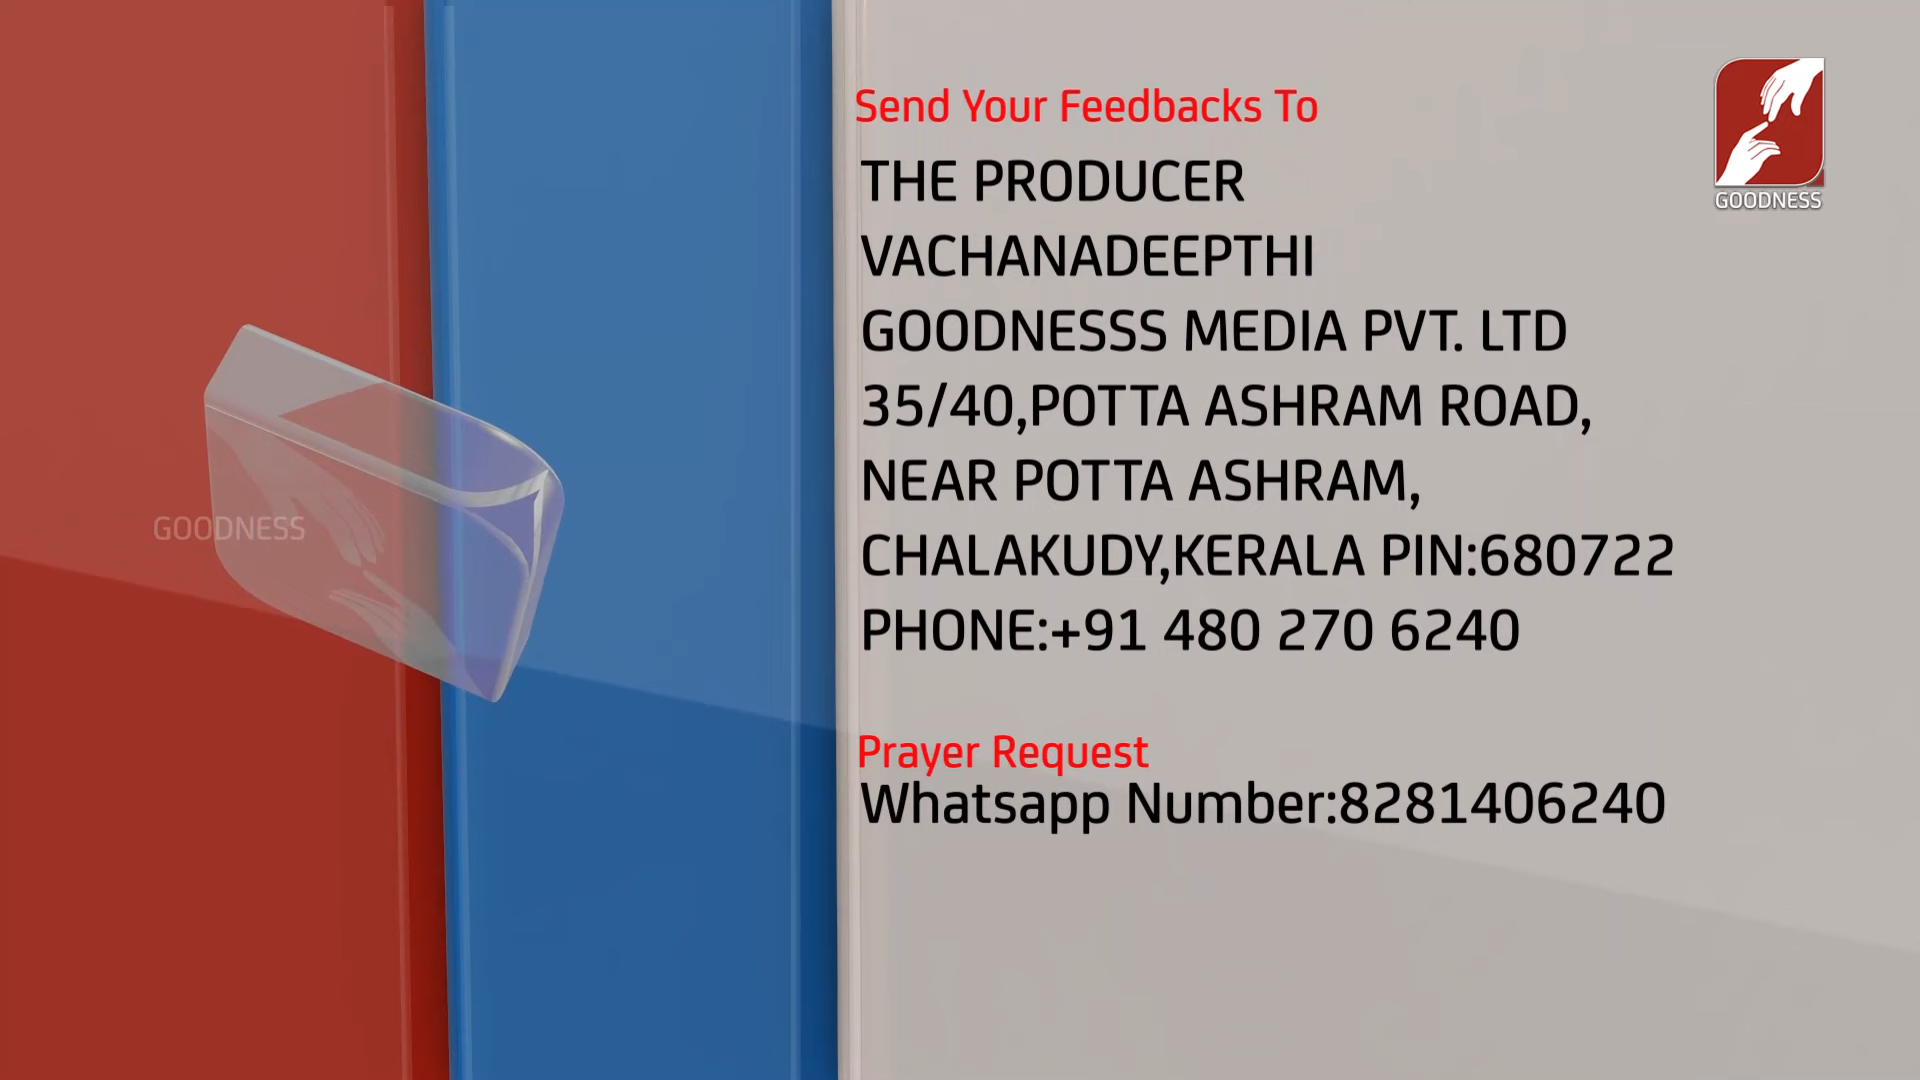 Send Your Feedbacks To
THE PRODUCER
VACHANADEEPTHI
GOODNESSS MEDIA PVT. LTD
35/40,POTTA ASHRAM ROAD,
NEAR POTTA ASHRAM,
CHALAKUDY,KERALA PIN:680722
PHONE:+91 480 270 6240
Prayer Request
Whatsapp Number:8281406240
GOODNESS
GOODNESS